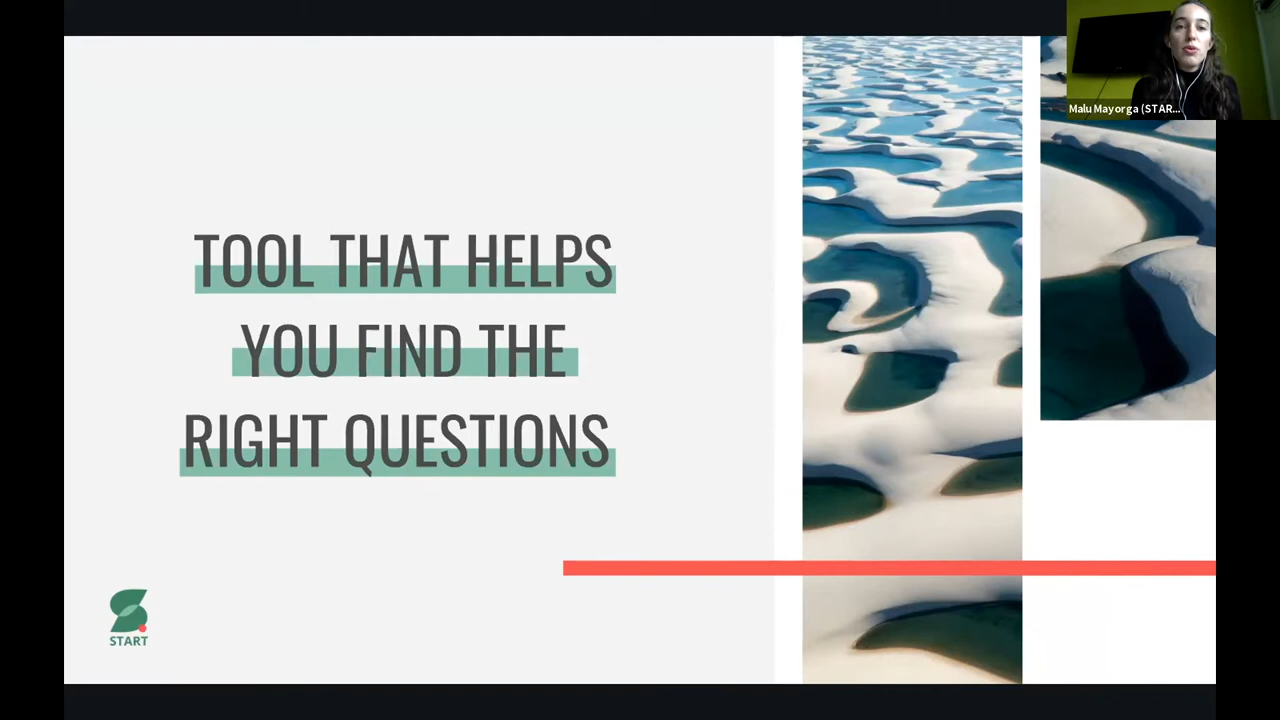 Malu Mayorga (STAR...
TOOL THAT HELPS
YOU FIND THE
RIGHT QUESTIONS
START